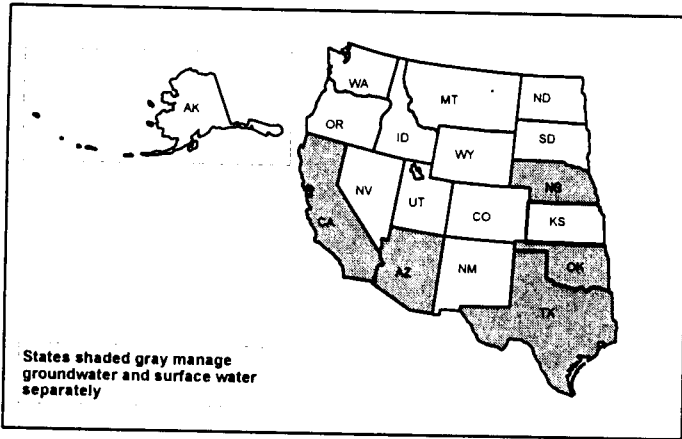 WA
MT
ND
AK
OR
ID
SD
WY
NB
NV
UT
CO
KS
CA
AZ
NM
OK
TX
States shaded gray manage
groundwater and surface water
separately